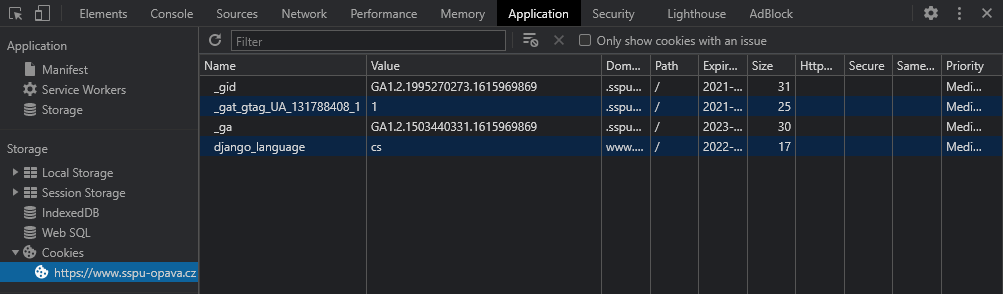 Elements Console Sources Network Performance Memory Application Security Lighthouse AdBlock
Application
Manifest
Service Workers
Storage
Storage
Local Storage
Session Storage
IndexedDB
Web SQL
Cookies
https://www.sspu-opava.cz
Filter Only show cookies with an issue
Name Value Dom... Path Expir... Size Http... Secure Same... Priority
_gid GA1.2.1995270273.1615969869 .sspu... / 2021-... 31 Medi...
_gat_gtag_UA_131788408_1 1 .sspu... / 2021-... 25 Medi...
_ga GA1.2.1503440331.1615969869 .sspu... / 2023-... 30 Medi...
django_language cs www.... / 2022-... 17 Medi...